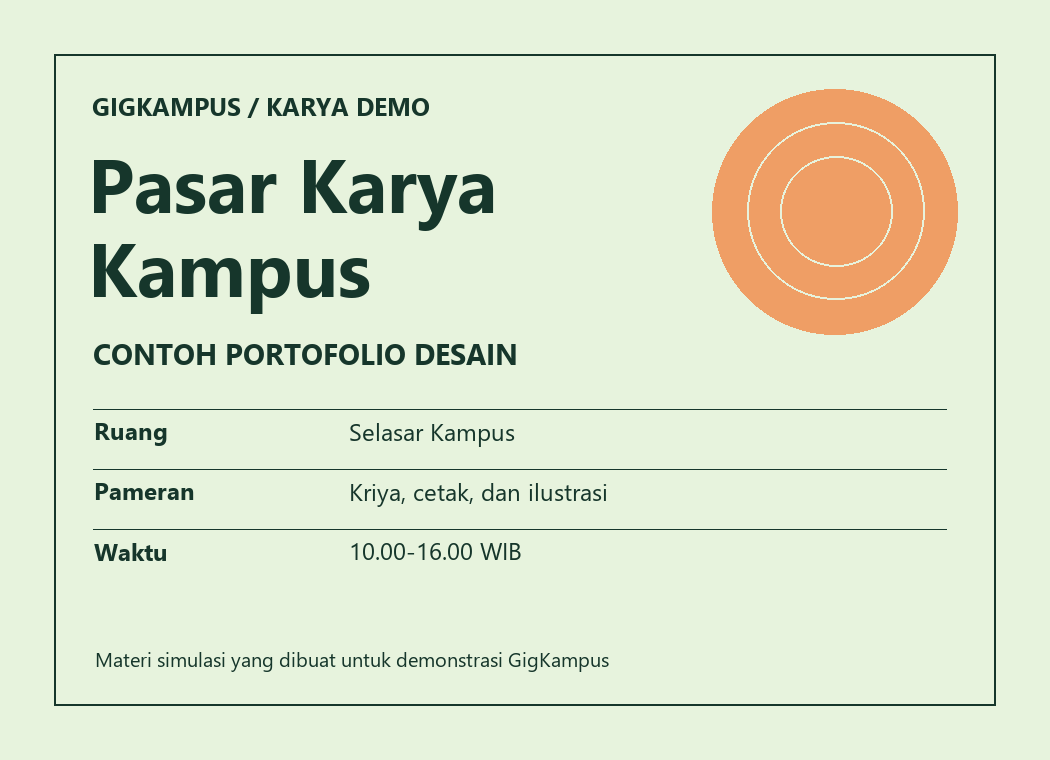 GIGKAMPUS / KARYA DEMO
Pasar Karya
Kampus
CONTOH PORTOFOLIO DESAIN
Ruang Selasar Kampus
Pameran Kriya, cetak, dan ilustrasi
Waktu 10.00-16.00 WIB
Materi simulasi yang dibuat untuk demonstrasi GigKampus